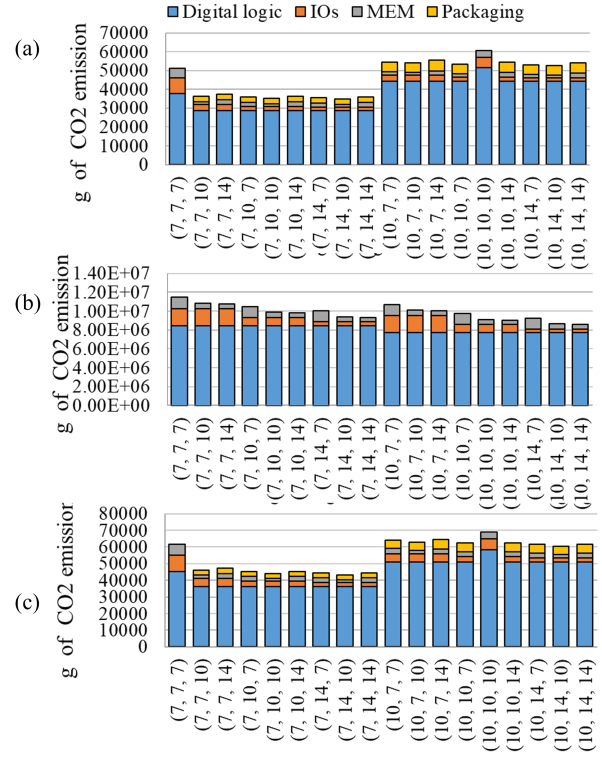 Digital logic IOs MEM Packaging
(a)
g of CO2 emission
70000
60000
50000
40000
30000
20000
10000
0
(7, 7, 7) (7, 7, 10) (7, 7, 14) (7, 10, 7) (7, 10, 10) (7, 10, 14) (7, 14, 7) (7, 14, 10) (7, 14, 14) (10, 7, 7) (10, 7, 10) (10, 7, 14) (10, 10, 7) (10, 10, 10) (10, 10, 14) (10, 14, 7) (10, 14, 10) (10, 14, 14)
(b)
g of CO2 emission
1.40E+07
1.20E+07
1.00E+07
8.00E+06
6.00E+06
4.00E+06
2.00E+06
0.00E+00
(7, 7, 7) (7, 7, 10) (7, 7, 14) (7, 10, 7) (7, 10, 10) (7, 10, 14) (7, 14, 7) (7, 14, 10) (7, 14, 14) (10, 7, 7) (10, 7, 10) (10, 7, 14) (10, 10, 7) (10, 10, 10) (10, 10, 14) (10, 14, 7) (10, 14, 10) (10, 14, 14)
(c)
g of CO2 emission
80000
70000
60000
50000
40000
30000
20000
10000
0
(7, 7, 7) (7, 7, 10) (7, 7, 14) (7, 10, 7) (7, 10, 10) (7, 10, 14) (7, 14, 7) (7, 14, 10) (7, 14, 14) (10, 7, 7) (10, 7, 10) (10, 7, 14) (10, 10, 7) (10, 10, 10) (10, 10, 14) (10, 14, 7) (10, 14, 10) (10, 14, 14)